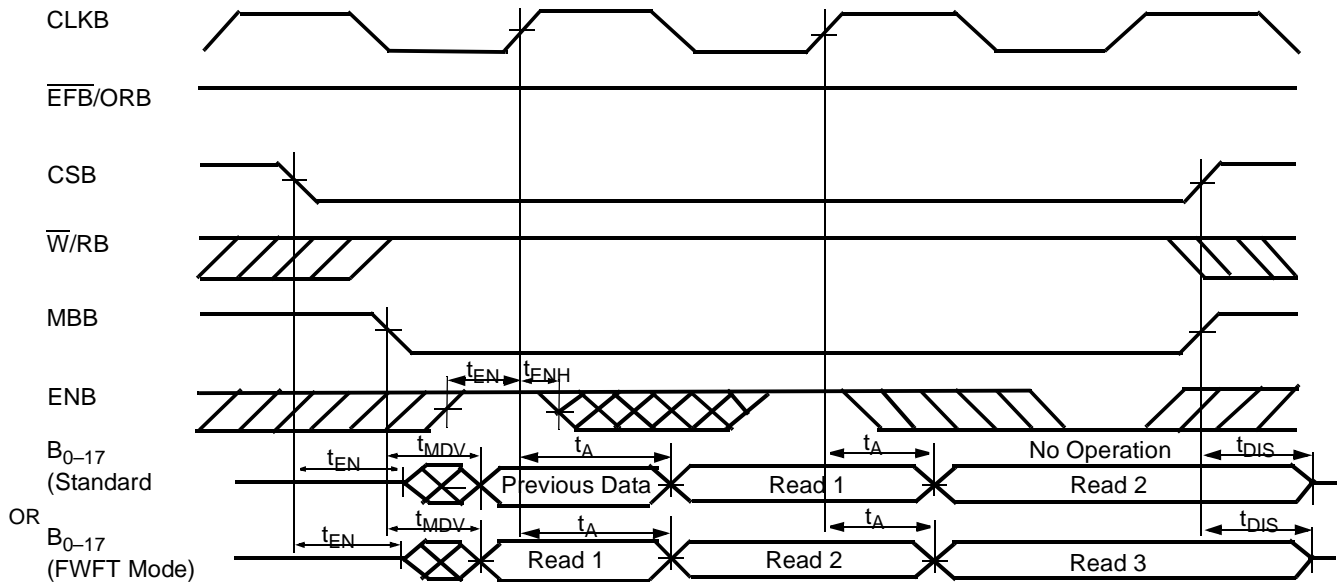 CLKB
EFB/ORB
CSB
W/RB
MBB
tEN tENH
ENB
B0–17
(Standard
tEN tMDV tA tA No Operation tDIS
Previous Data Read 1 Read 2
OR
B0–17
(FWFT Mode)
tEN tMDV tA tA tDIS
Read 1 Read 2 Read 3